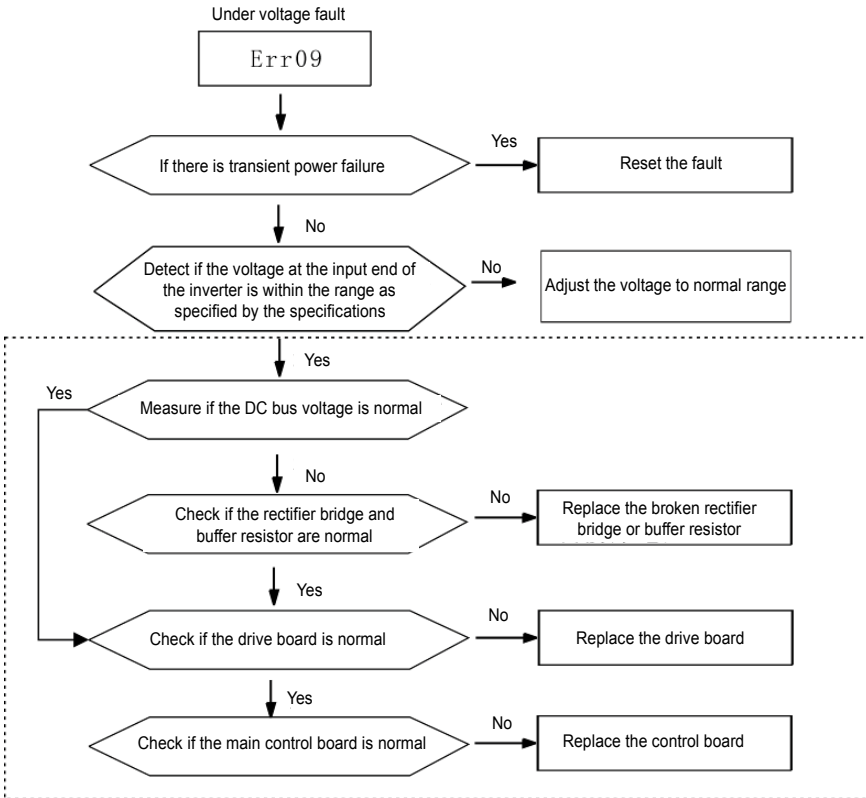 Under voltage fault
Err09
If there is transient power failure
Yes
Reset the fault
No
Detect if the voltage at the input end of
the inverter is within the range as
specified by the specifications
No
Adjust the voltage to normal range
Yes
Yes
Measure if the DC bus voltage is normal
No
Check if the rectifier bridge and
buffer resistor are normal
No
Replace the broken rectifier
bridge or buffer resistor
Yes
Check if the drive board is normal
No
Replace the drive board
Yes
Check if the main control board is normal
No
Replace the control board